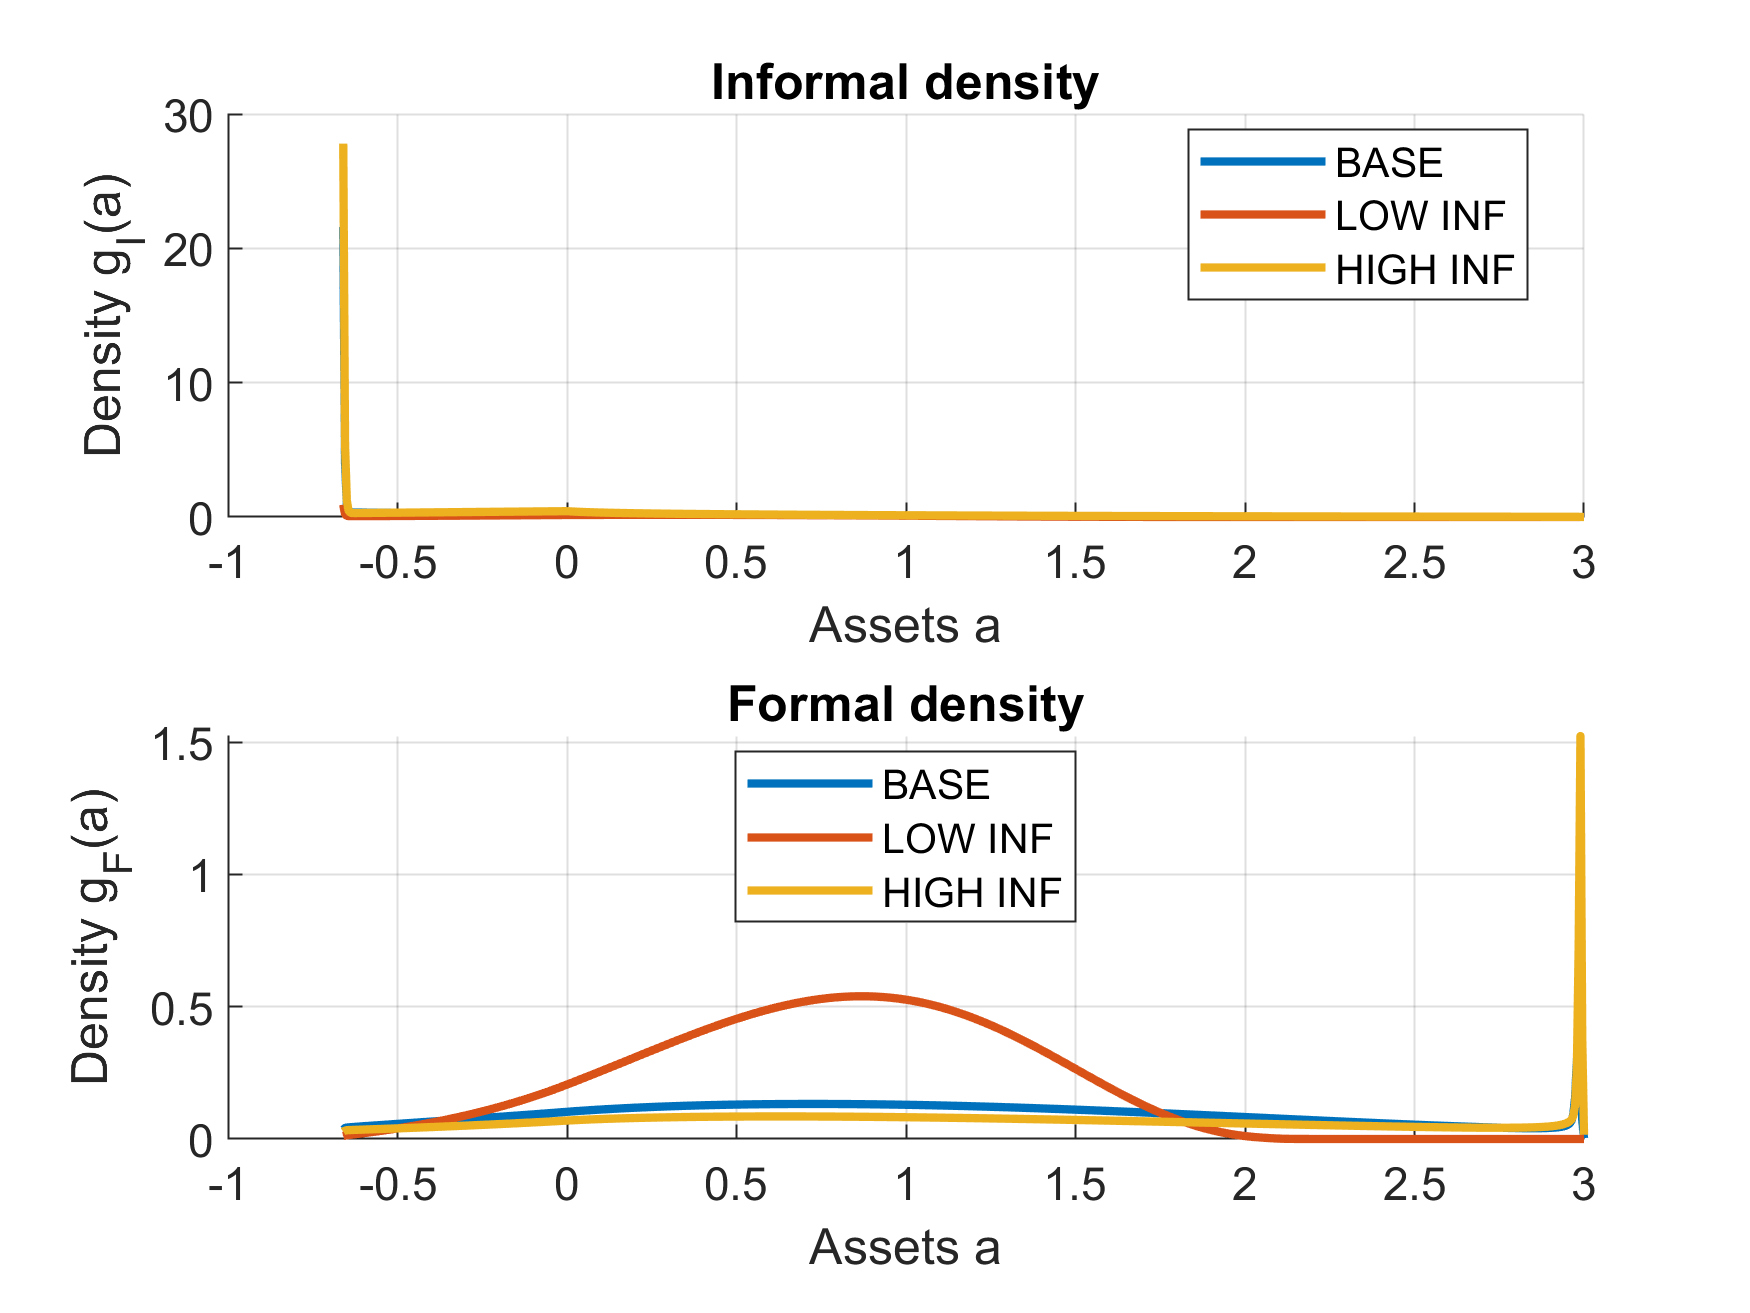 Informal density
30
20
10
0
Density g_I(a)
BASE
LOW INF
HIGH INF
-1 -0.5 0 0.5 1 1.5 2 2.5 3
Assets a
Formal density
1.5
1
0.5
0
Density g_F(a)
BASE
LOW INF
HIGH INF
-1 -0.5 0 0.5 1 1.5 2 2.5 3
Assets a